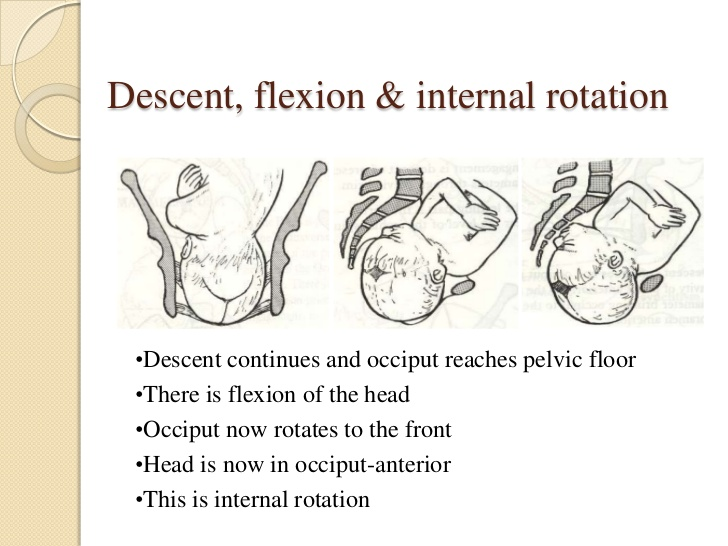 Descent, flexion & internal rotation
•Descent continues and occiput reaches pelvic floor
•There is flexion of the head
•Occiput now rotates to the front
•Head is now in occiput-anterior
•This is internal rotation